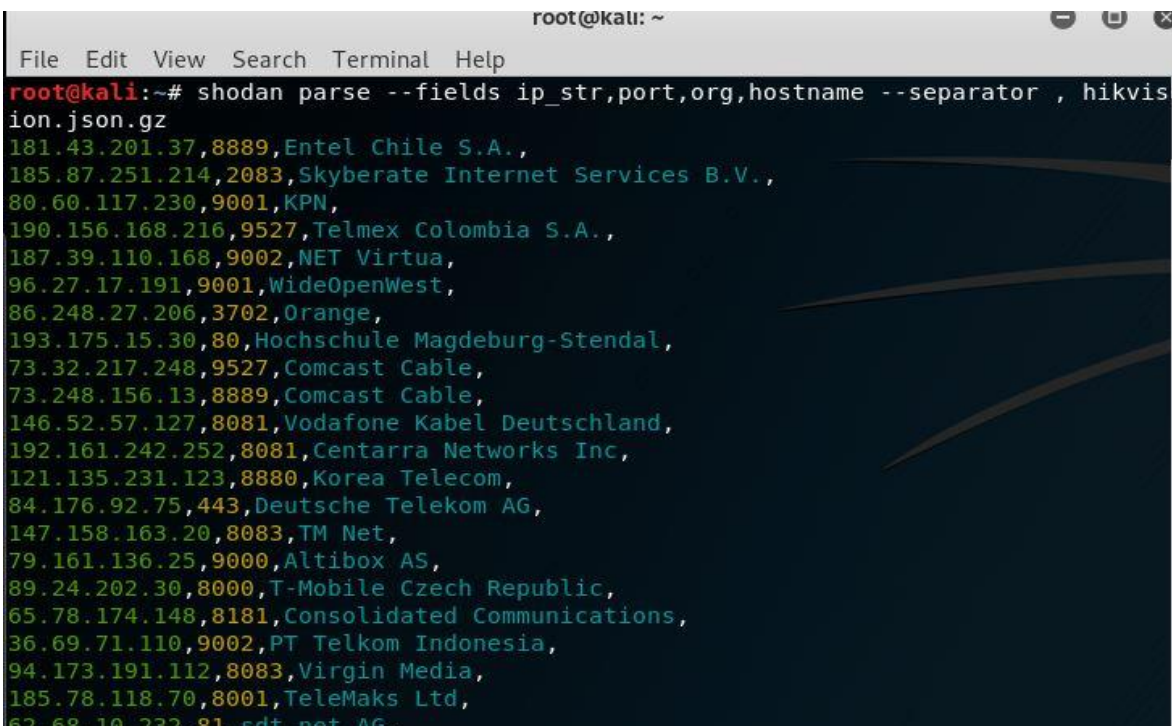 root@kali: ~
File Edit View Search Terminal Help
root@kali:~# shodan parse --fields ip_str,port,org,hostname --separator , hikvis
ion.json.gz
181.43.201.37,8889,Entel Chile S.A.,
185.87.251.214,2083,Skyberate Internet Services B.V.,
80.60.117.230,9001,KPN,
190.156.168.216,9527,Telmex Colombia S.A.,
187.39.110.168,9002,NET Virtua,
96.27.17.191,9001,WideOpenWest,
86.248.27.206,3702,Orange,
193.175.15.30,80,Hochschule Magdeburg-Stendal,
73.32.217.248,9527,Comcast Cable,
73.248.156.13,8889,Comcast Cable,
146.52.57.127,8081,Vodafone Kabel Deutschland,
192.161.242.252,8081,Centarra Networks Inc,
121.135.231.123,8880,Korea Telecom,
84.176.92.75,443,Deutsche Telekom AG,
147.158.163.20,8083,TM Net,
79.161.136.25,9000,Altibox AS,
89.24.202.30,8000,T-Mobile Czech Republic,
65.78.174.148,8181,Consolidated Communications,
36.69.71.110,9002,PT Telkom Indonesia,
94.173.191.112,8083,Virgin Media,
185.78.118.70,8001,TeleMaks Ltd,